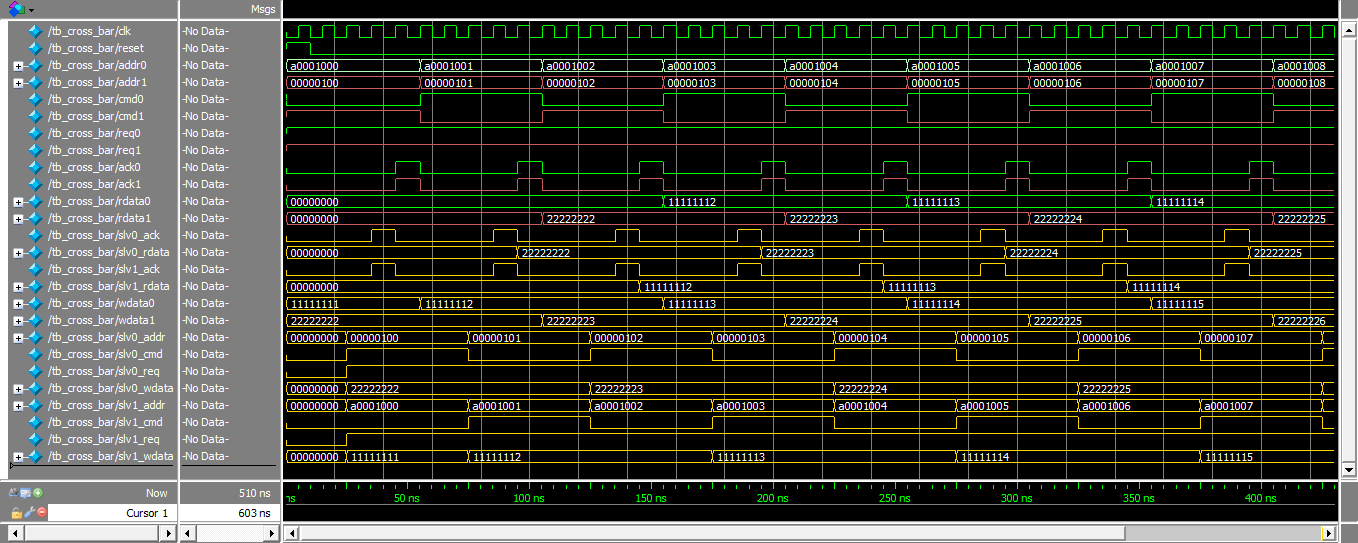 Msgs
/tb_cross_bar/clk -No Data-
/tb_cross_bar/reset -No Data-
/tb_cross_bar/addr0 -No Data- a0001000 a0001001 a0001002 a0001003 a0001004 a0001005 a0001006 a0001007 a0001008
/tb_cross_bar/addr1 -No Data- 00000100 00000101 00000102 00000103 00000104 00000105 00000106 00000107 00000108
/tb_cross_bar/cmd0 -No Data-
/tb_cross_bar/cmd1 -No Data-
/tb_cross_bar/req0 -No Data-
/tb_cross_bar/req1 -No Data-
/tb_cross_bar/ack0 -No Data-
/tb_cross_bar/ack1 -No Data-
/tb_cross_bar/rdata0 -No Data- 00000000 11111112 11111113 11111114
/tb_cross_bar/rdata1 -No Data- 00000000 22222222 22222223 22222224 22222225
/tb_cross_bar/slv0_ack -No Data-
/tb_cross_bar/slv0_rdata -No Data- 00000000 22222222 22222223 22222224 22222225
/tb_cross_bar/slv1_ack -No Data-
/tb_cross_bar/slv1_rdata -No Data- 00000000 11111112 11111113 11111114
/tb_cross_bar/wdata0 -No Data- 11111111 11111112 11111113 11111114 11111115
/tb_cross_bar/wdata1 -No Data- 22222222 22222223 22222224 22222225 22222226
/tb_cross_bar/slv0_addr -No Data- 00000000 00000100 00000101 00000102 00000103 00000104 00000105 00000106 00000107
/tb_cross_bar/slv0_cmd -No Data-
/tb_cross_bar/slv0_req -No Data-
/tb_cross_bar/slv0_wdata -No Data- 00000000 22222222 22222223 22222224 22222225
/tb_cross_bar/slv1_addr -No Data- 00000000 a0001000 a0001001 a0001002 a0001003 a0001004 a0001005 a0001006 a0001007
/tb_cross_bar/slv1_cmd -No Data-
/tb_cross_bar/slv1_req -No Data-
/tb_cross_bar/slv1_wdata -No Data- 00000000 11111111 11111112 11111113 11111114 11111115
Now 510 ns ns 50 ns 100 ns 150 ns 200 ns 250 ns 300 ns 350 ns 400 ns
Cursor 1 603 ns